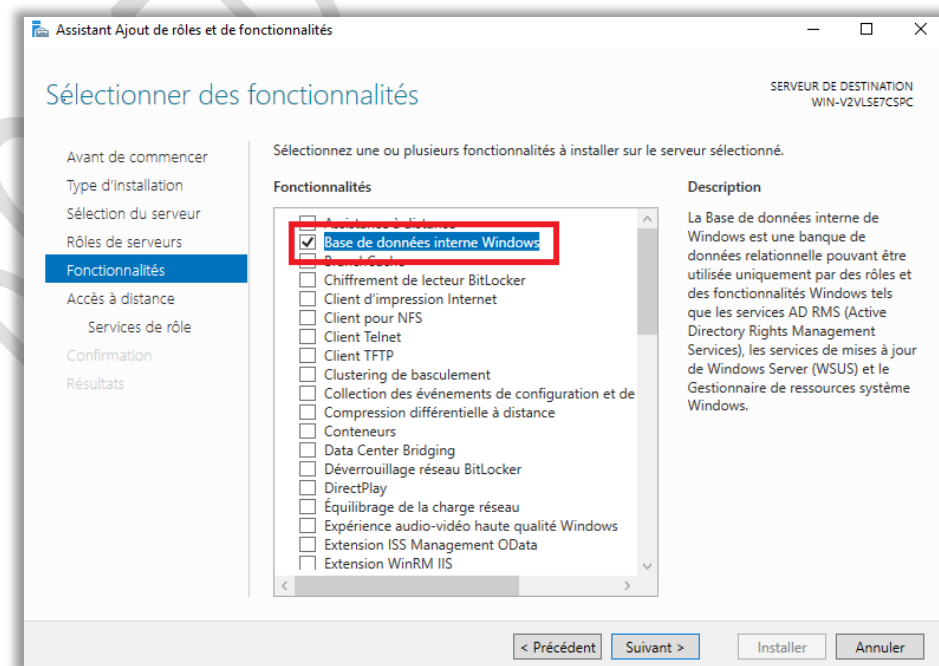 Assistant Ajout de rôles et de fonctionnalités
Sélectionner des fonctionnalités
SERVEUR DE DESTINATION
WIN-V2VLSE7CSPC
Avant de commencer
Type d'installation
Sélection du serveur
Rôles de serveurs
Fonctionnalités
Accès à distance
Services de rôle
Confirmation
Résultats
Sélectionnez une ou plusieurs fonctionnalités à installer sur le serveur sélectionné.
Fonctionnalités
Assistance à distance
Base de données interne Windows
BranchCache
Chiffrement de lecteur BitLocker
Client d'impression Internet
Client pour NFS
Client Telnet
Client TFTP
Clustering de basculement
Collection des événements de configuration et de
Compression différentielle à distance
Conteneurs
Data Center Bridging
Déverrouillage réseau BitLocker
DirectPlay
Équilibrage de la charge réseau
Expérience audio-vidéo haute qualité Windows
Extension ISS Management OData
Extension WinRM IIS
Description
La Base de données interne de
Windows est une banque de
données relationnelle pouvant être
utilisée uniquement par des rôles et
des fonctionnalités Windows tels
que les services AD RMS (Active
Directory Rights Management
Services), les services de mises à jour
de Windows Server (WSUS) et le
Gestionnaire de ressources système
Windows.
< Précédent
Suivant >
Installer
Annuler